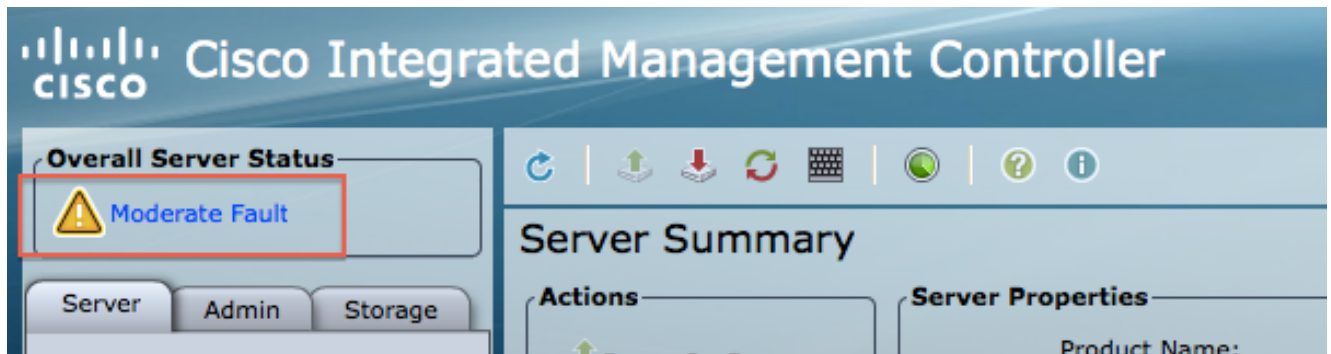 CISCO Cisco Integrated Management Controller
Overall Server Status
Moderate Fault
Server Admin Storage
Server Summary
Actions
Server Properties
Product Name: